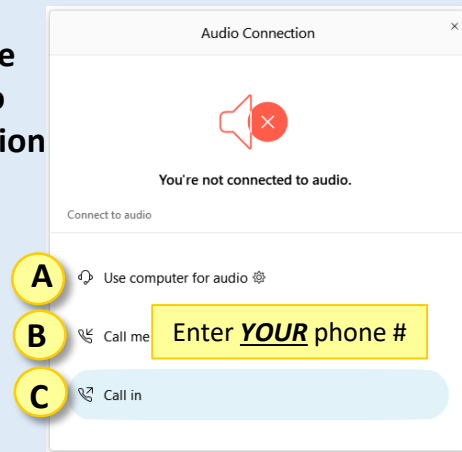 Audio Connection ×
e
o
ion
You're not connected to audio.
Connect to audio
A Use computer for audio
B Call me Enter YOUR phone #
C Call in